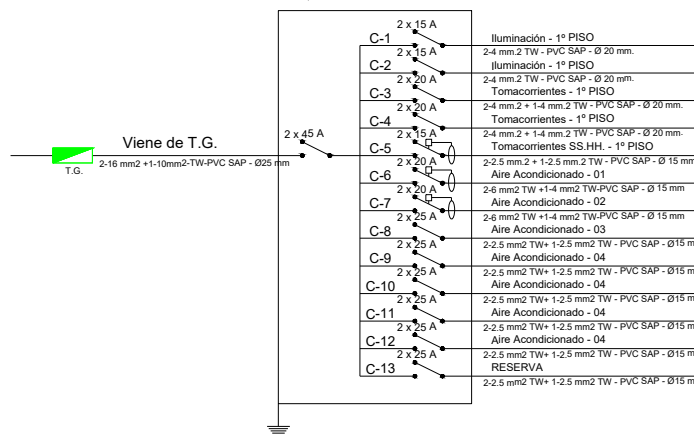 2 x 15 A
C-1
Iluminación - 1º PISO
2-4 mm.2 TW - PVC SAP - Ø 20 mm.
2 x 15 A
C-2
Iluminación - 1º PISO
2-4 mm.2 TW - PVC SAP - Ø 20 mm.
2 x 20 A
C-3
Tomacorrientes - 1º PISO
2-4 mm.2 + 1-4 mm.2 TW - PVC SAP - Ø 20 mm.
2 x 20 A
C-4
Tomacorrientes - 1º PISO
2-4 mm.2 + 1-4 mm.2 TW - PVC SAP - Ø 20 mm.
2 x 15 A
C-5
Tomacorrientes SS.HH. - 1º PISO
2-2.5 mm.2 + 1-2.5 mm.2 TW - PVC SAP - Ø 15 mm
Viene de T.G.
2 x 45 A
T.G.
2-16 mm2 +1-10mm2-TW-PVC SAP - Ø25 mm
2 x 20 A
C-6
Aire Acondicionado - 01
2-6 mm2 TW +1-4 mm2 TW-PVC SAP - Ø 15 mm
2 x 20 A
C-7
Aire Acondicionado - 02
2-6 mm2 TW +1-4 mm2 TW-PVC SAP - Ø 15 mm
2 x 25 A
C-8
Aire Acondicionado - 03
2-2.5 mm2 TW+ 1-2.5 mm2 TW - PVC SAP - Ø15 m
2 x 25 A
C-9
Aire Acondicionado - 04
2-2.5 mm2 TW+ 1-2.5 mm2 TW - PVC SAP - Ø15 m
2 x 25 A
C-10
Aire Acondicionado - 04
2-2.5 mm2 TW+ 1-2.5 mm2 TW - PVC SAP - Ø15 m
2 x 25 A
C-11
Aire Acondicionado - 04
2-2.5 mm2 TW+ 1-2.5 mm2 TW - PVC SAP - Ø15 m
2 x 25 A
C-12
Aire Acondicionado - 04
2-2.5 mm2 TW+ 1-2.5 mm2 TW - PVC SAP - Ø15 m
2 x 25 A
C-13
RESERVA
2-2.5 mm2 TW+ 1-2.5 mm2 TW - PVC SAP - Ø15 m